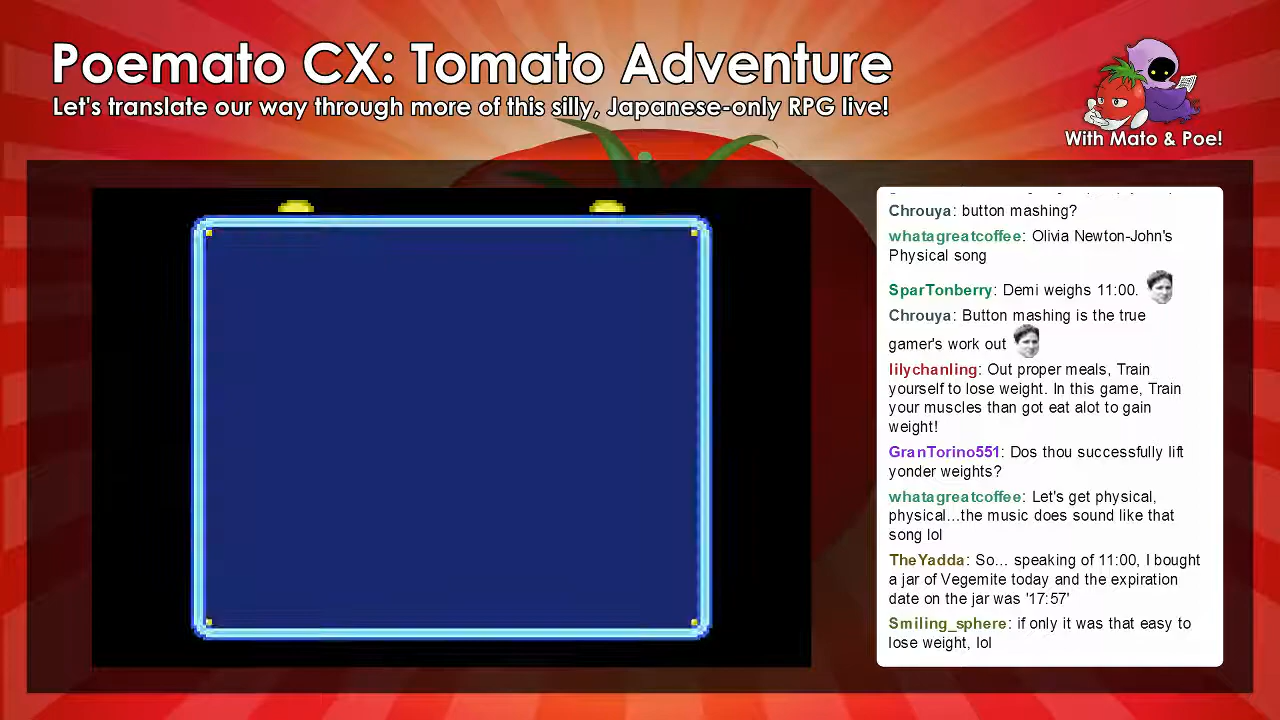 Poemato CX: Tomato Adventure
Let's translate our way through more of this silly, Japanese-only RPG live!
With Mato & Poe!
Chrouya: button mashing?
whatagreatcoffee: Olivia Newton-John's
Physical song
SparTonberry: Demi weighs 11:00.
Chrouya: Button mashing is the true
gamer's work out
lilychanling: Out proper meals, Train
yourself to lose weight. In this game, Train
your muscles than got eat alot to gain
weight!
GranTorino551: Dos thou successfully lift
yonder weights?
whatagreatcoffee: Let's get physical,
physical...the music does sound like that
song lol
TheYadda: So... speaking of 11:00, I bought
a jar of Vegemite today and the expiration
date on the jar was '17:57'
Smiling_sphere: if only it was that easy to
lose weight, lol